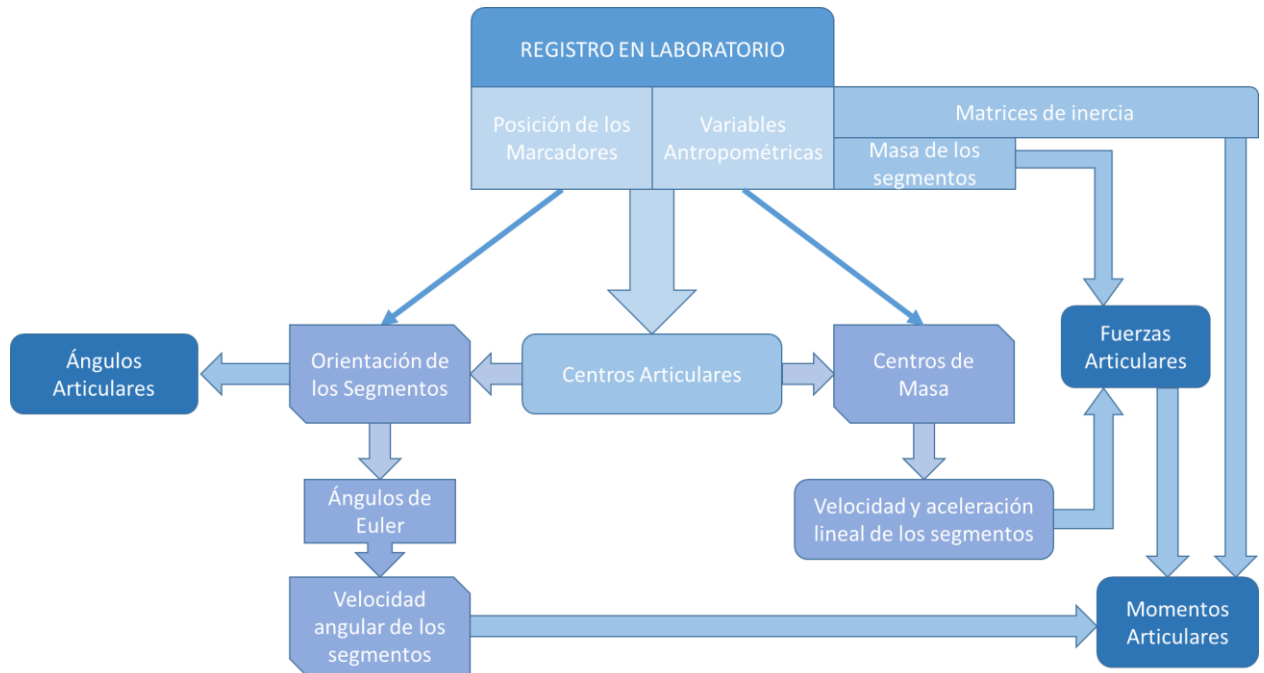 REGISTRO EN LABORATORIO
Posición de los
Marcadores
Variables
Antropométricas
Matrices de inercia
Masa de los
segmentos
Ángulos
Articulares
Orientación de
los Segmentos
Centros Articulares
Centros de
Masa
Fuerzas
Articulares
Ángulos de
Euler
Velocidad y aceleración
lineal de los segmentos
Velocidad
angular de los
segmentos
Momentos
Articulares